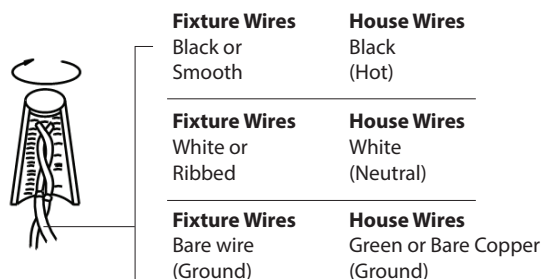 Fixture Wires House Wires
Black or Black
Smooth (Hot)
Fixture Wires House Wires
White or White
Ribbed (Neutral)
Fixture Wires House Wires
Bare wire Green or Bare Copper
(Ground) (Ground)